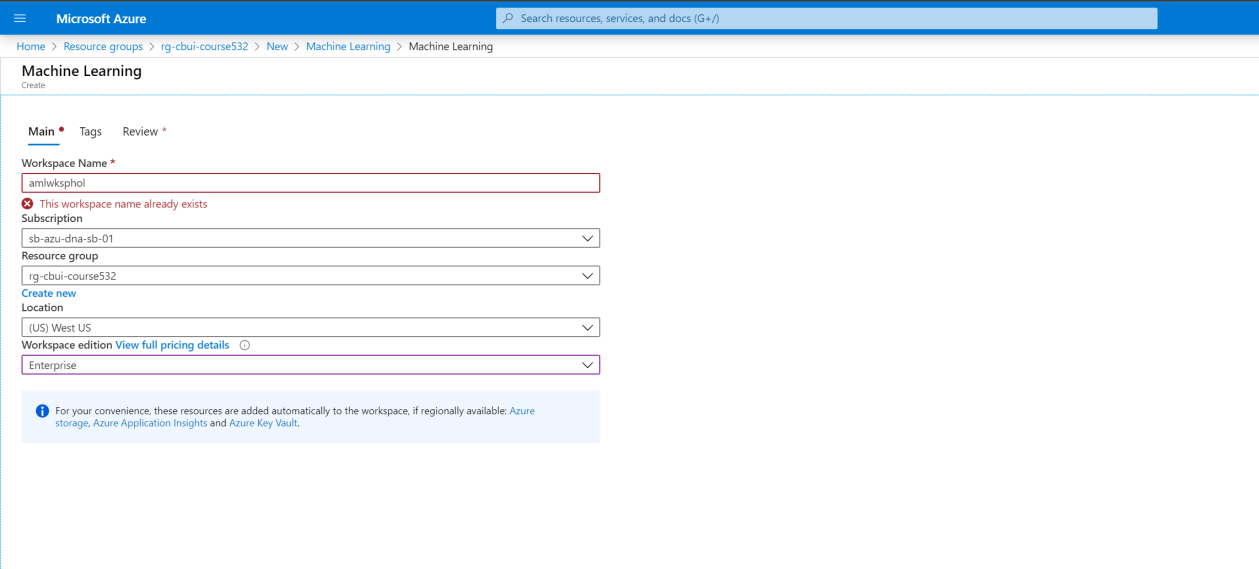 Microsoft Azure
Search resources, services, and docs (G+/)
Home > Resource groups > rg-cbui-course532 > New > Machine Learning > Machine Learning
Machine Learning
Create
Main Tags Review *
Workspace Name *
amlwksphol
This workspace name already exists
Subscription
sb-azu-dna-sb-01
Resource group
rg-cbui-course532
Create new
Location
(US) West US
Workspace edition View full pricing details
Enterprise
For your convenience, these resources are added automatically to the workspace, if regionally available: Azure
storage, Azure Application Insights and Azure Key Vault.